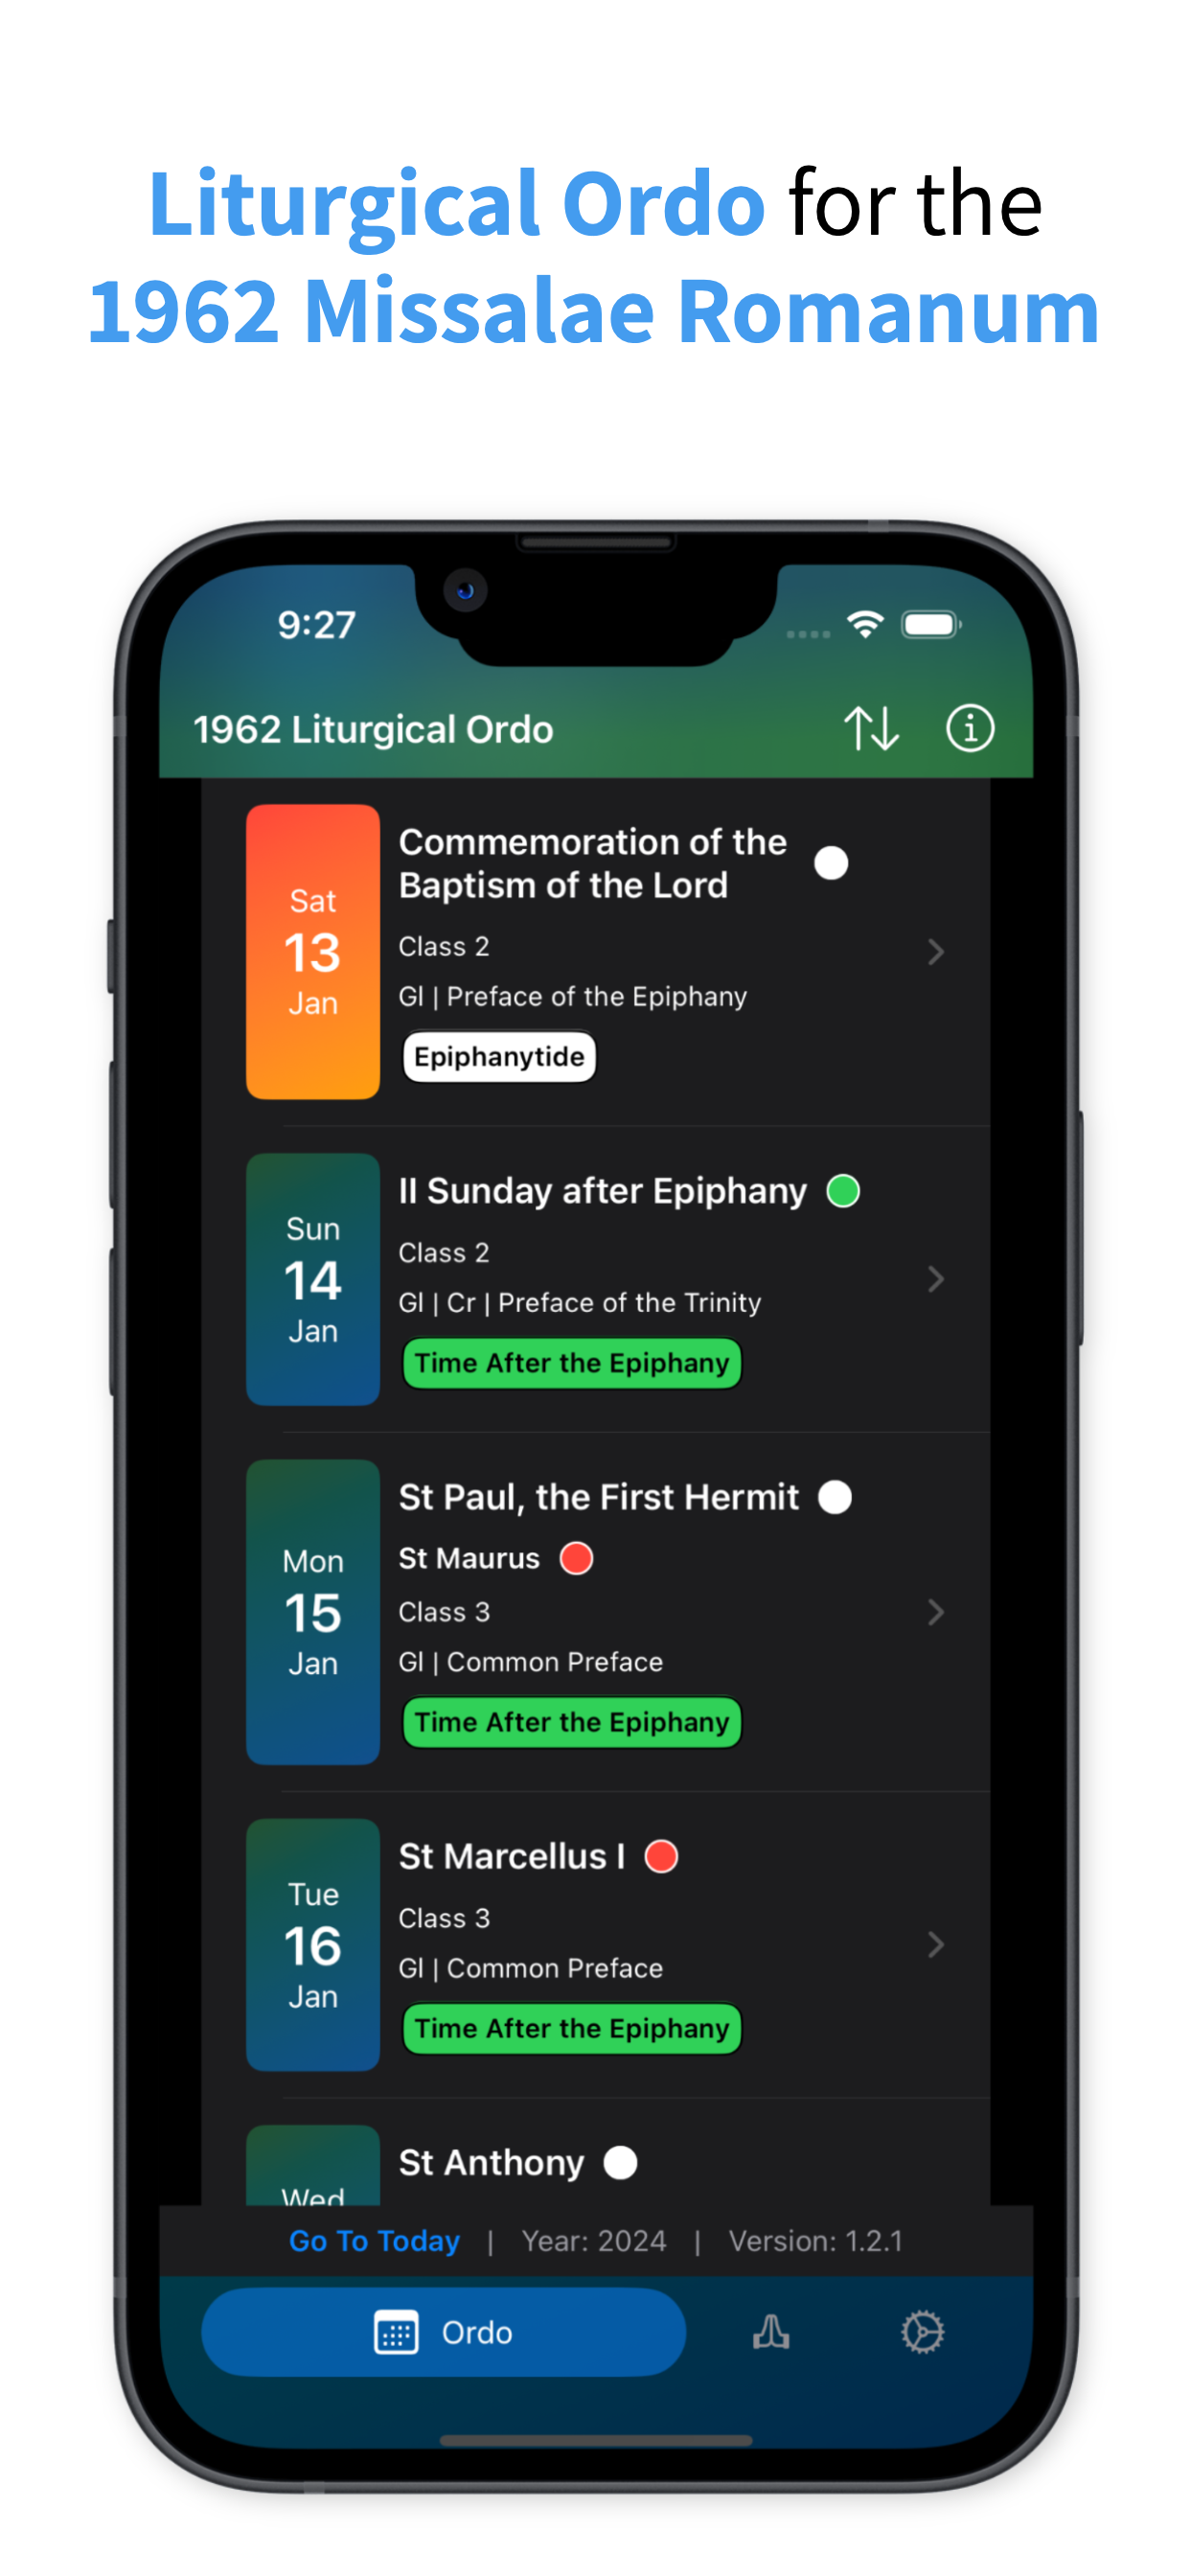 Liturgical Ordo for the
1962 Missalae Romanum
9:27
1962 Liturgical Ordo
Sat
13
Jan
Commemoration of the
Baptism of the Lord
Class 2
Gl | Preface of the Epiphany
Epiphanytide
Sun
14
Jan
II Sunday after Epiphany
Class 2
Gl | Cr | Preface of the Trinity
Time After the Epiphany
Mon
15
Jan
St Paul, the First Hermit
St Maurus
Class 3
Gl | Common Preface
Time After the Epiphany
Tue
16
Jan
St Marcellus I
Class 3
Gl | Common Preface
Time After the Epiphany
Wed
St Anthony
Go To Today | Year: 2024 | Version: 1.2.1
Ordo